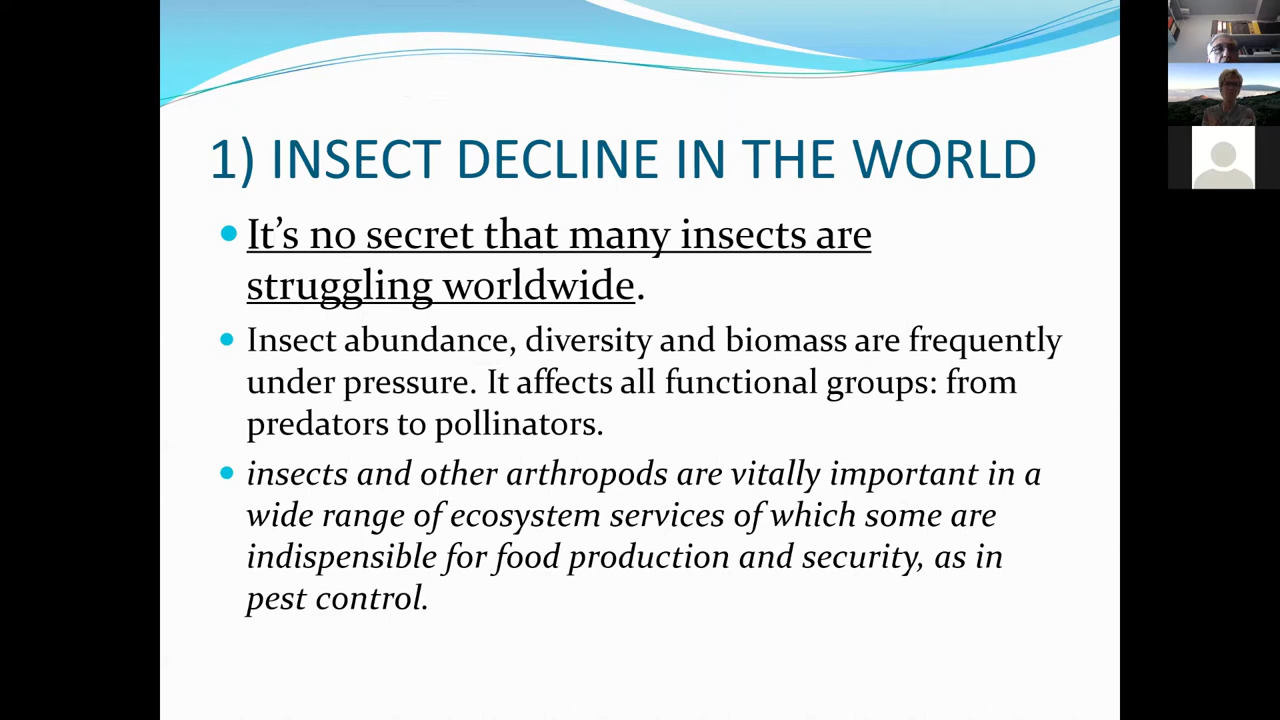 1) INSECT DECLINE IN THE WORLD
It's no secret that many insects are
struggling worldwide.
Insect abundance, diversity and biomass are frequently
under pressure. It affects all functional groups: from
predators to pollinators.
insects and other arthropods are vitally important in a
wide range of ecosystem services of which some are
indispensible for food production and security, as in
pest control.